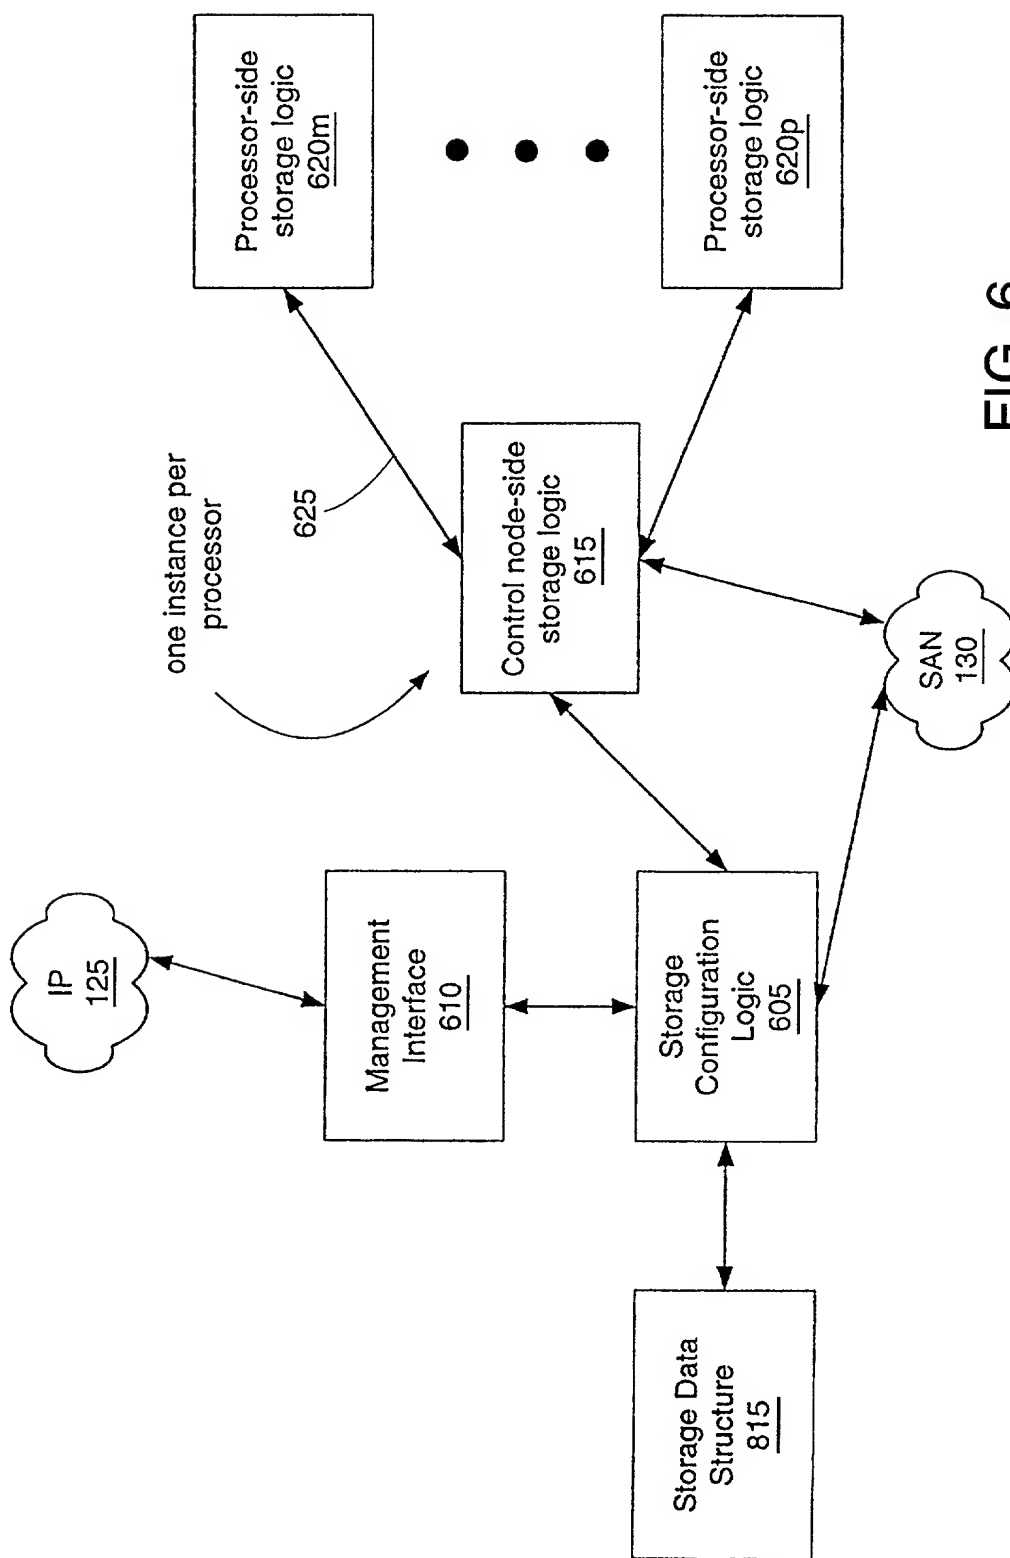 IP
125
one instance per
processor
625
Processor-side
storage logic
620m
Management
Interface
610
Control node-side
storage logic
615
Storage Data
Structure
815
Storage
Configuration
Logic
605
Processor-side
storage logic
620p
SAN
130
FIG. 6